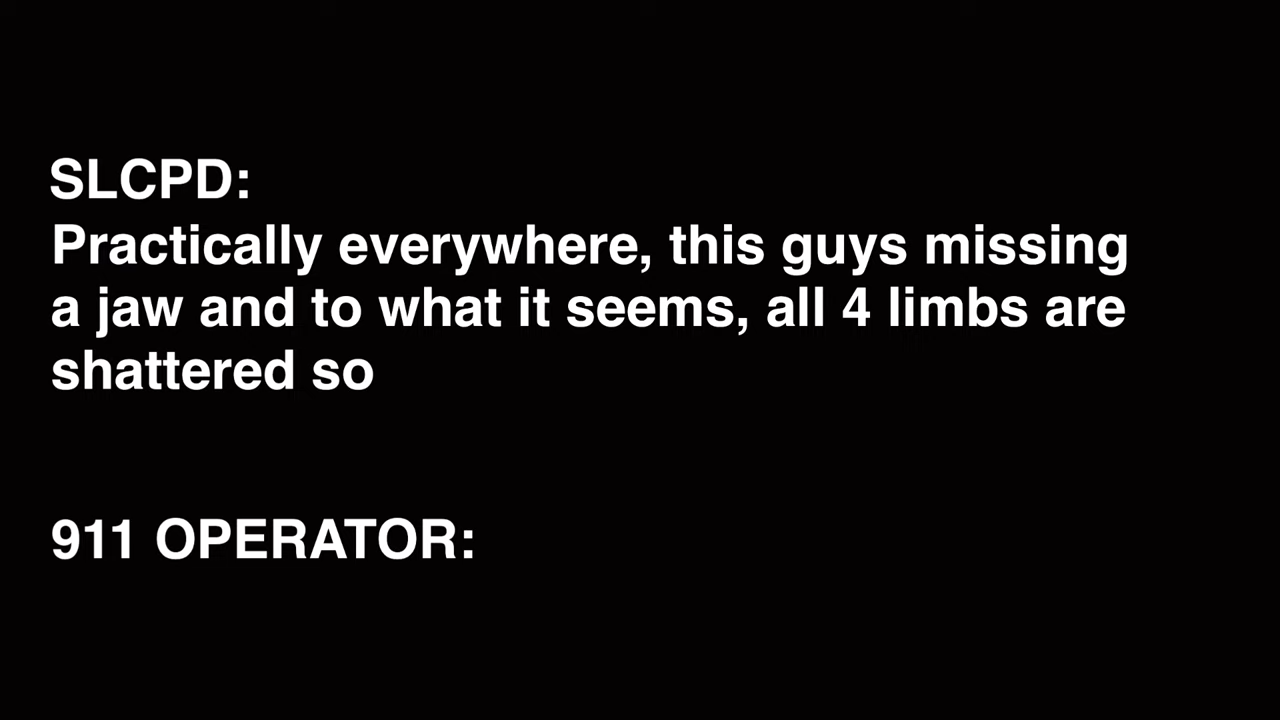 SLCPD:
Practically everywhere, this guys missing
a jaw and to what it seems, all 4 limbs are
shattered so
911 OPERATOR: